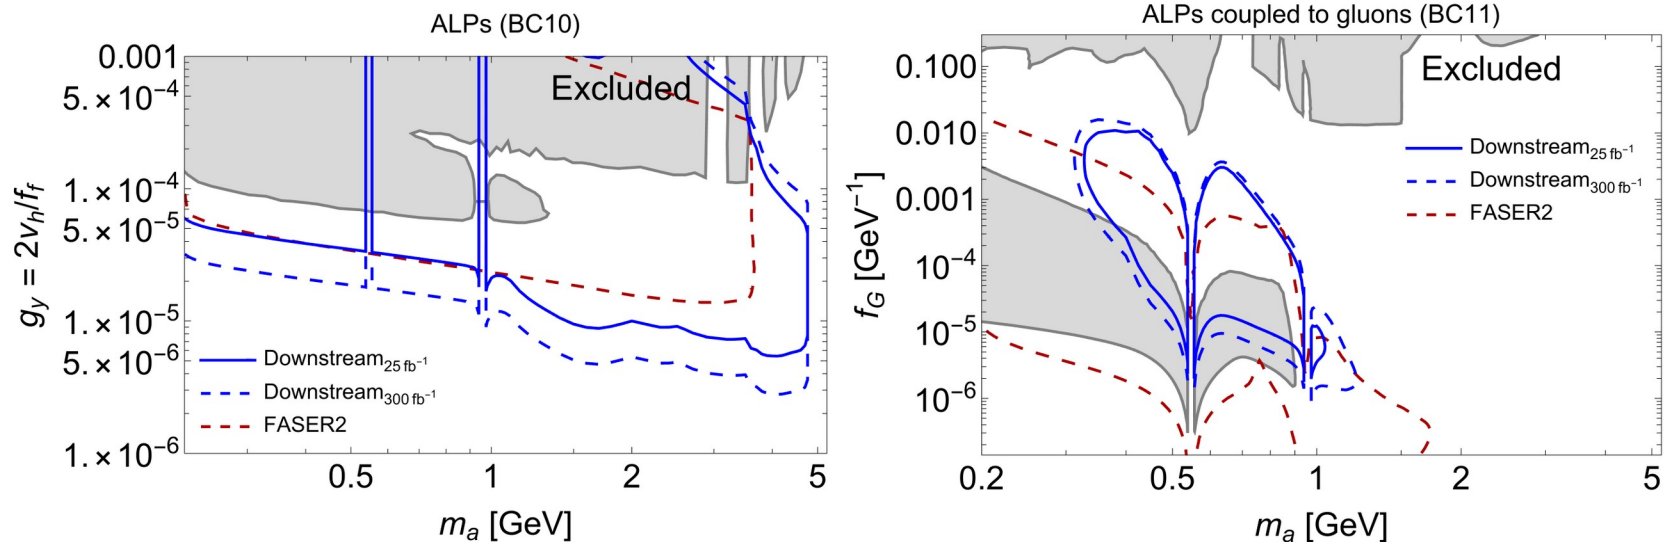 ALPs (BC10)
0.001
5. × 10⁻⁴
1. × 10⁻⁴
5. × 10⁻⁵
1. × 10⁻⁵
5. × 10⁻⁶
1. × 10⁻⁶
g_y = 2v_h/f_f
Excluded
Downstream₂₅ fb⁻¹
Downstream₃₀₀ fb⁻¹
FASER2
0.5 1 2 5
m_a [GeV]
ALPs coupled to gluons (BC11)
0.100
0.010
0.001
10⁻⁴
10⁻⁵
10⁻⁶
f_G [GeV⁻¹]
Excluded
Downstream₂₅ fb⁻¹
Downstream₃₀₀ fb⁻¹
FASER2
0.2 0.5 1 2 5
m_a [GeV]